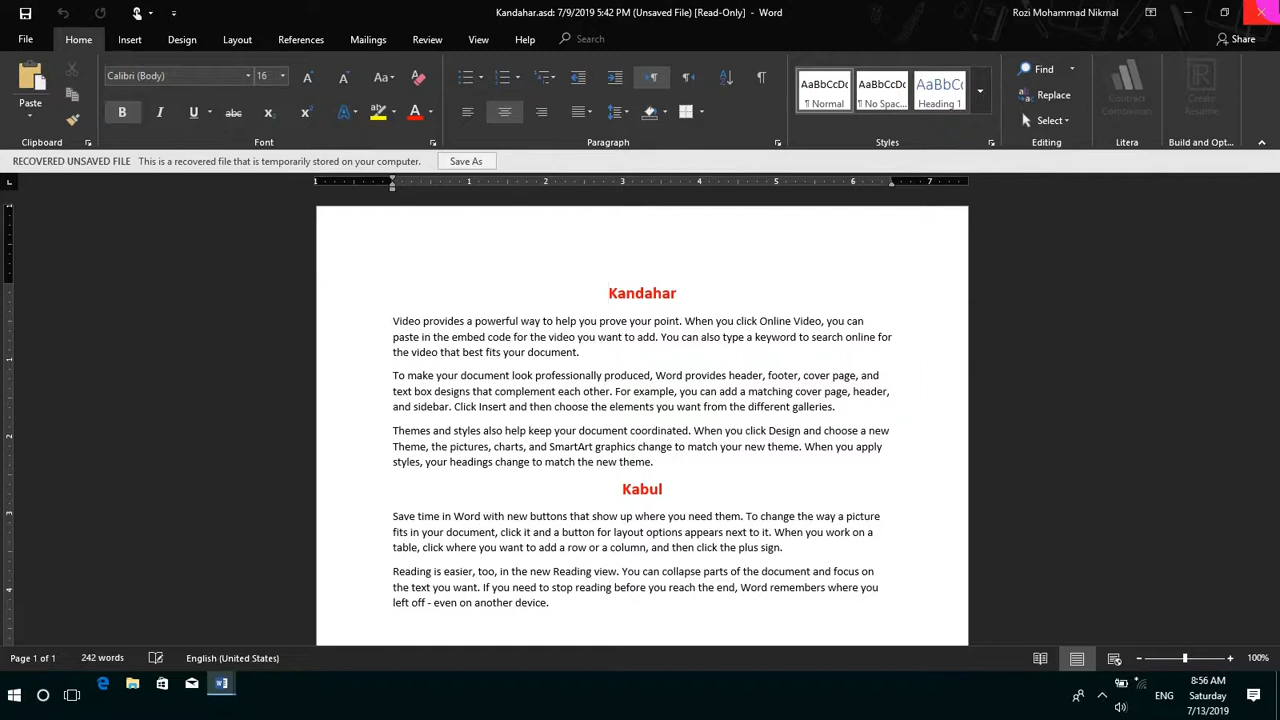 Kandahar.asd: 7/9/2019 5:42 PM (Unsaved File) [Read-Only] - Word
Rozi Mohammad Nikmal
File Home Insert Design Layout References Mailings Review View Help Search Share
Calibri (Body) 16 Aa
Paste
B I U abc X₂ X² A A
AaBbCcDc AaBbCcDc AaBbCc
¶ Normal ¶ No Spac... Heading 1
Find
Replace
Select
Contract Companion
Create Resume
Clipboard Font Paragraph Styles Editing Litera Build and Opt...
RECOVERED UNSAVED FILE This is a recovered file that is temporarily stored on your computer. Save As
1 1 2 3 4 5 6 7
Kandahar
Video provides a powerful way to help you prove your point. When you click Online Video, you can
paste in the embed code for the video you want to add. You can also type a keyword to search online for
the video that best fits your document.
To make your document look professionally produced, Word provides header, footer, cover page, and
text box designs that complement each other. For example, you can add a matching cover page, header,
and sidebar. Click Insert and then choose the elements you want from the different galleries.
Themes and styles also help keep your document coordinated. When you click Design and choose a new
Theme, the pictures, charts, and SmartArt graphics change to match your new theme. When you apply
styles, your headings change to match the new theme.
Kabul
Save time in Word with new buttons that show up where you need them. To change the way a picture
fits in your document, click it and a button for layout options appears next to it. When you work on a
table, click where you want to add a row or a column, and then click the plus sign.
Reading is easier, too, in the new Reading view. You can collapse parts of the document and focus on
the text you want. If you need to stop reading before you reach the end, Word remembers where you
left off - even on another device.
Page 1 of 1 242 words English (United States) 100%
8:56 AM
ENG Saturday
7/13/2019